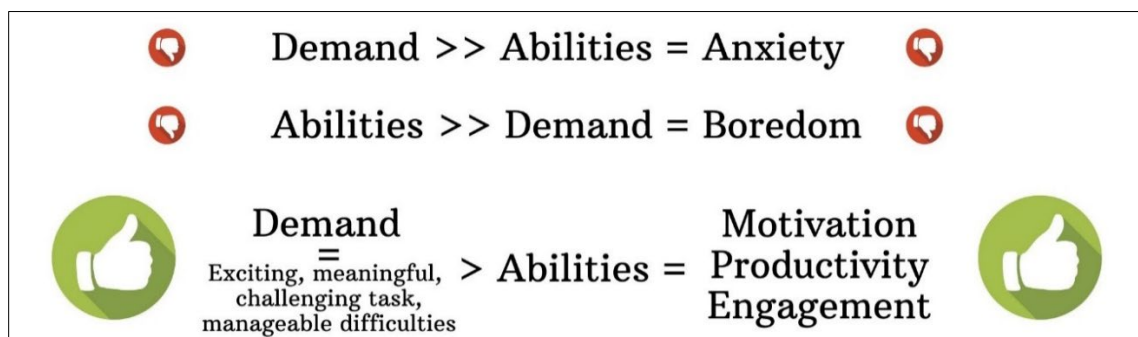 Demand >> Abilities = Anxiety
Abilities >> Demand = Boredom
Demand
=
Exciting, meaningful,
challenging task,
manageable difficulties
> Abilities =
Motivation
Productivity
Engagement